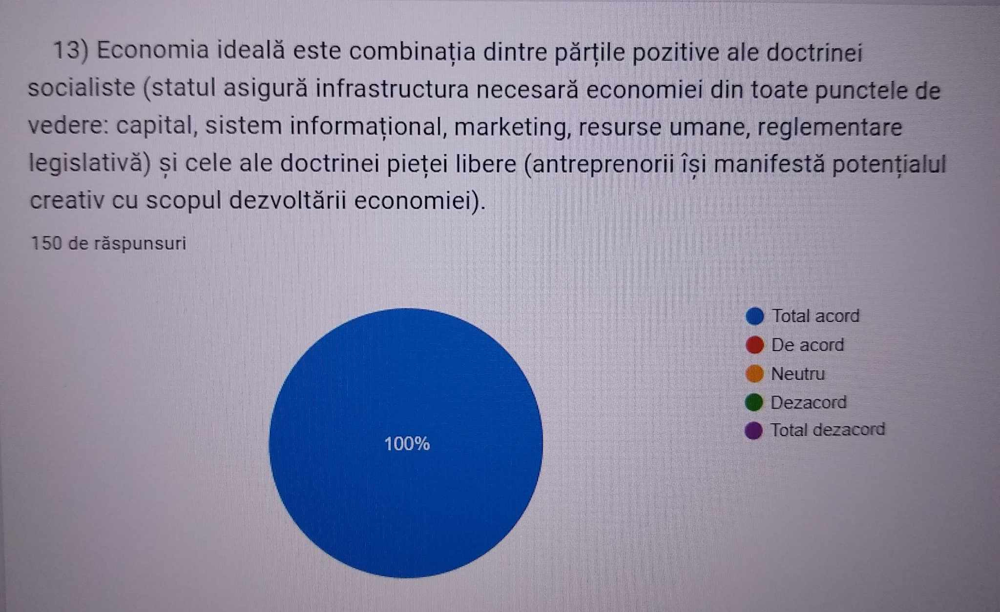 13) Economia ideală este combinația dintre părțile pozitive ale doctrinei
socialiste (statul asigură infrastructura necesară economiei din toate punctele de
vedere: capital, sistem informațional, marketing, resurse umane, reglementare
legislativă) și cele ale doctrinei pieței libere (antreprenorii își manifestă potențialul
creativ cu scopul dezvoltării economiei).
150 de răspunsuri
Total acord
De acord
Neutru
Dezacord
Total dezacord
100%